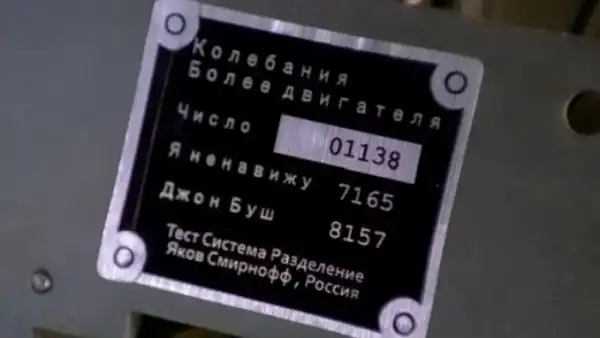 Колебания
Более двигателя
Число 01138
Я ненавижу 7165
Джон Буш 8157
Тест Система Разделение
Яков Смирнофф, Россия